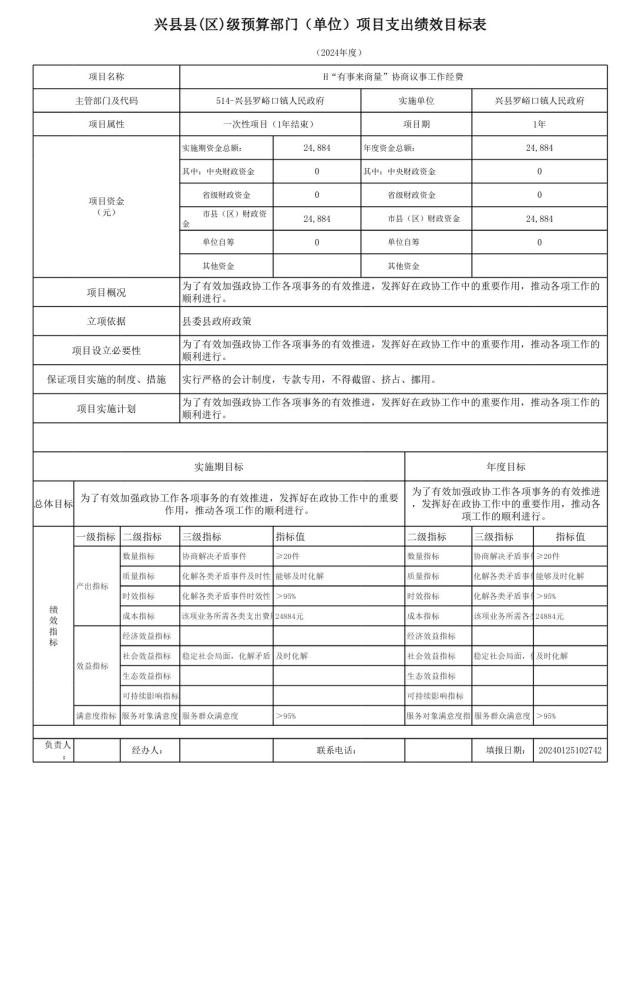 兴县县(区)级预算部门（单位）项目支出绩效目标表
（2024年度）
项目名称 H“有事来商量”协商议事工作经费
主管部门及代码 514-兴县罗峪口镇人民政府 实施单位 兴县罗峪口镇人民政府
项目属性 一次性项目（1年结束） 项目期 1年
项目资金（元）
实施期资金总额: 24,884 年度资金总额: 24,884
其中: 中央财政资金 0 其中: 中央财政资金 0
省级财政资金 0 省级财政资金 0
市县（区）财政资金 24,884 市县（区）财政资金 24,884
单位自筹 0 单位自筹 0
其他资金 其他资金
项目概况 为了有效加强政协工作各项事务的有效推进, 发挥好在政协工作中的重要作用, 推动各项工作的
顺利进行。
立项依据 县委县政府政策
项目设立必要性 为了有效加强政协工作各项事务的有效推进, 发挥好在政协工作中的重要作用, 推动各项工作的
顺利进行。
保证项目实施的制度、措施 实行严格的会计制度, 专款专用, 不得截留、挤占、挪用。
项目实施计划 为了有效加强政协工作各项事务的有效推进, 发挥好在政协工作中的重要作用, 推动各项工作的
顺利进行。
实施期目标 年度目标
总体目标
为了有效加强政协工作各项事务的有效推进, 发挥好在政协工作中的重要
作用, 推动各项工作的顺利进行。
为了有效加强政协工作各项事务的有效推进
, 发挥好在政协工作中的重要作用, 推动各
项工作的顺利进行。
绩效指标
一级指标 二级指标 三级指标 指标值 二级指标 三级指标 指标值
产出指标
数量指标 协商解决矛盾事件 ≥20件 数量指标 协商解决矛盾事件 ≥20件
质量指标 化解各类矛盾事件及时性 能够及时化解 质量指标 化解各类矛盾事 能够及时化解
时效指标 化解各类矛盾事件时效性 >95% 时效指标 化解各类矛盾事 >95%
成本指标 该项业务所需各类支出费 24884元 成本指标 该项业务所需各 24884元
效益指标
经济效益指标 经济效益指标
社会效益指标 稳定社会局面, 化解矛盾 及时化解 社会效益指标 稳定社会局面, 及时化解
生态效益指标 生态效益指标
可持续影响指标 可持续影响指标
满意度指标 服务对象满意度 服务群众满意度 >95% 服务对象满意度指 服务群众满意度 >95%
负责人: 经办人: 联系电话: 填报日期: 20240125102742